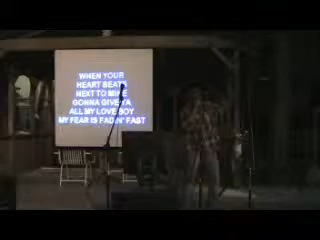 WHEN YOUR
HEART BEATS
NEXT TO MINE
GONNA GIVE YA
ALL MY LOVE BOY
MY FEAR IS FADIN' FAST